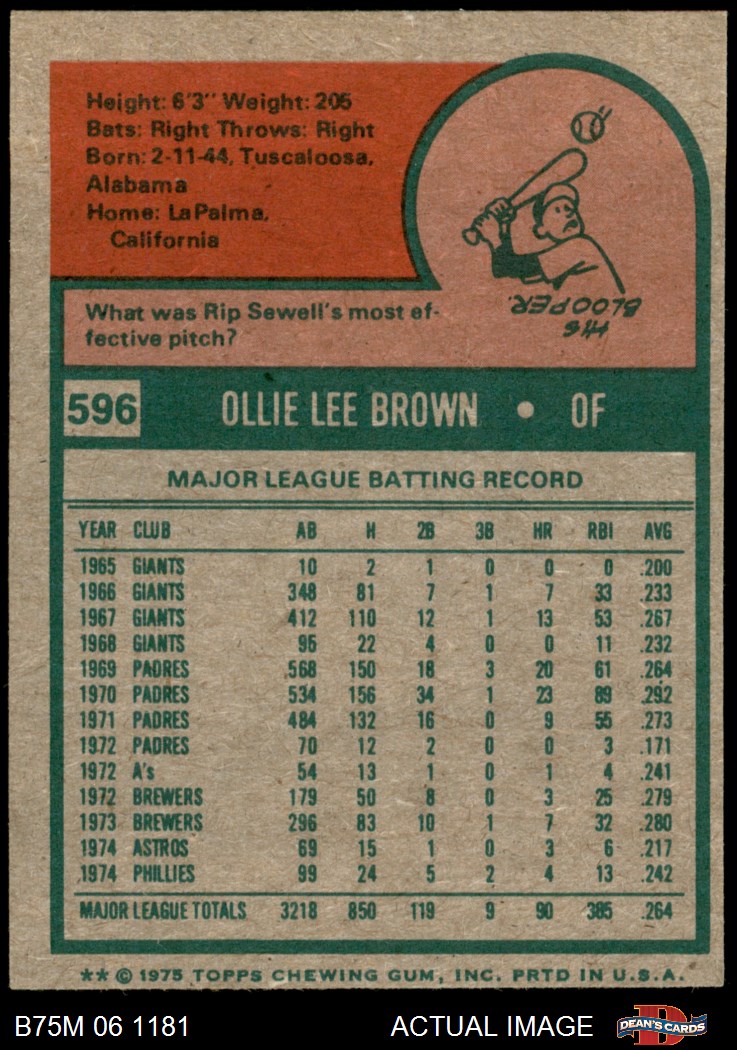 Height: 6'3" Weight: 205
Bats: Right Throws: Right
Born: 2-11-44, Tuscaloosa,
Alabama
Home: LaPalma,
California
What was Rip Sewell's most ef-
fective pitch?
HIS
BLOOPER.
596 OLLIE LEE BROWN • OF
MAJOR LEAGUE BATTING RECORD
YEAR CLUB AB H 2B 3B HR RBI AVG
1965 GIANTS 10 2 1 0 0 0 .200
1966 GIANTS 348 81 7 1 7 33 .233
1967 GIANTS 412 110 12 1 13 53 .267
1968 GIANTS 95 22 4 0 0 11 .232
1969 PADRES 568 150 18 3 20 61 .264
1970 PADRES 534 156 34 1 23 89 .292
1971 PADRES 484 132 16 0 9 55 .273
1972 PADRES 70 12 2 0 0 3 .171
1972 A's 54 13 1 0 1 4 .241
1972 BREWERS 179 50 8 0 3 25 .279
1973 BREWERS 296 83 10 1 7 32 .280
1974 ASTROS 69 15 1 0 3 6 .217
1974 PHILLIES 99 24 5 2 4 13 .242
MAJOR LEAGUE TOTALS 3218 850 119 9 90 385 .264
** © 1975 TOPPS CHEWING GUM, INC. PRTD IN U.S.A.
B75M 06 1181 ACTUAL IMAGE D DEAN'S CARDS